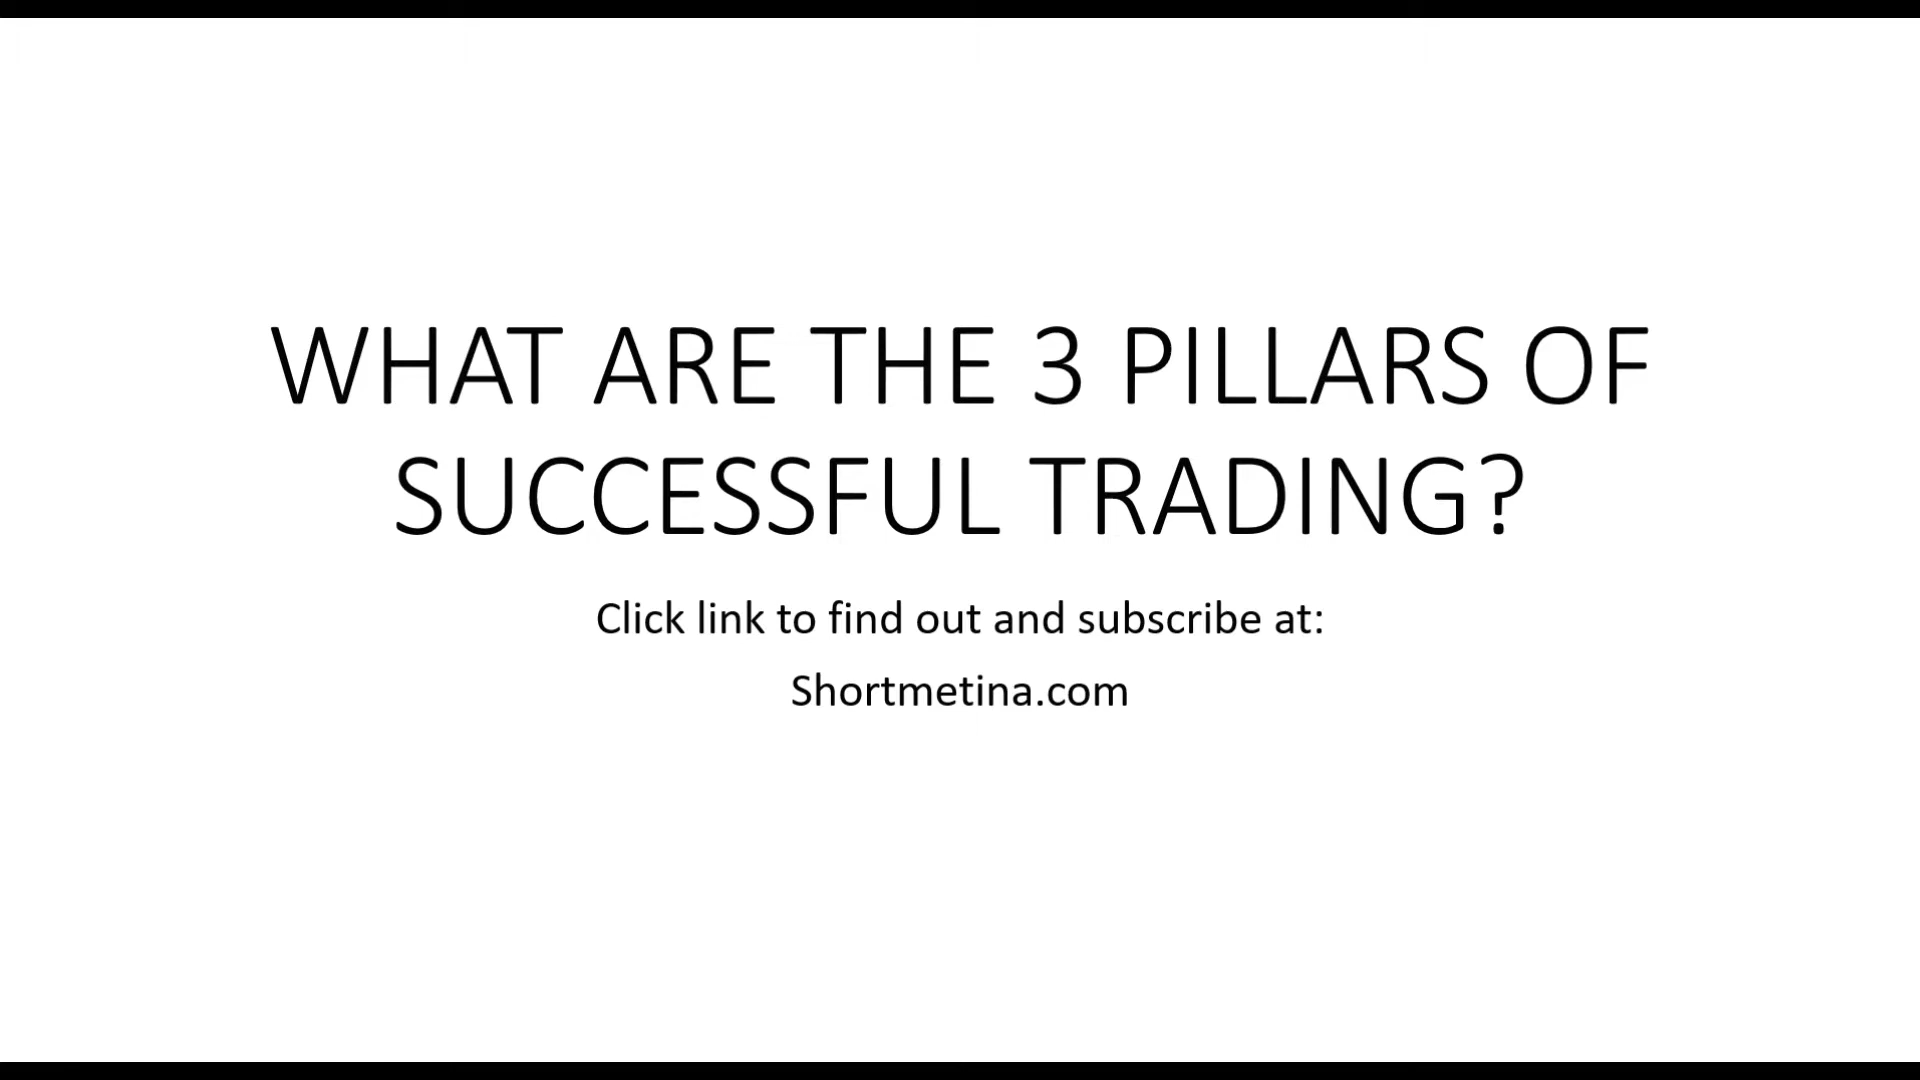 WHAT ARE THE 3 PILLARS OF
SUCCESSFUL TRADING?
Click link to find out and subscribe at:
Shortmetina.com